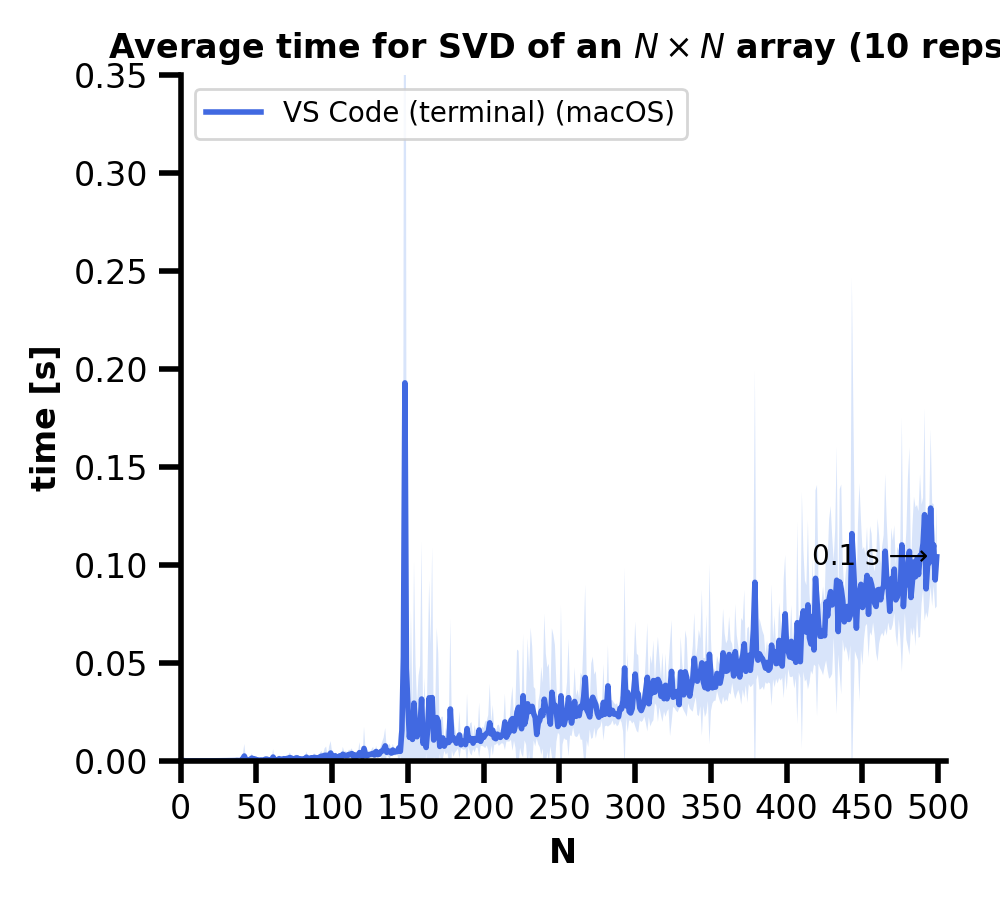 Average time for SVD of an N × N array (10 reps
0.35
VS Code (terminal) (macOS)
0.30
0.25
0.20
0.15
0.10
0.05
0.00
time [s]
0.1 s
0 50 100 150 200 250 300 350 400 450 500
N